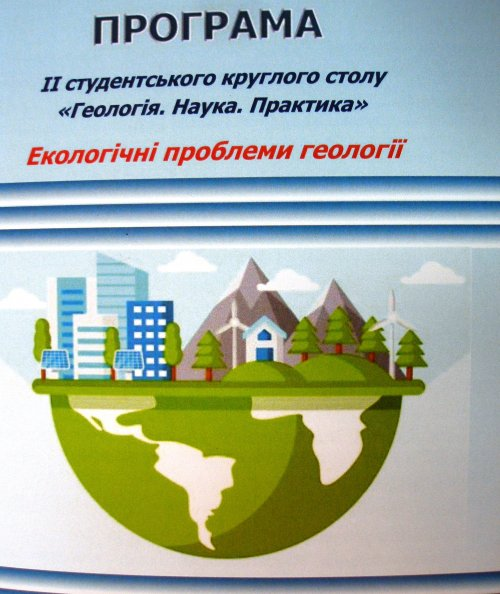 ПРОГРАМА
ІІ студентського круглого столу
«Геологія. Наука. Практика»
Екологічні проблеми геології